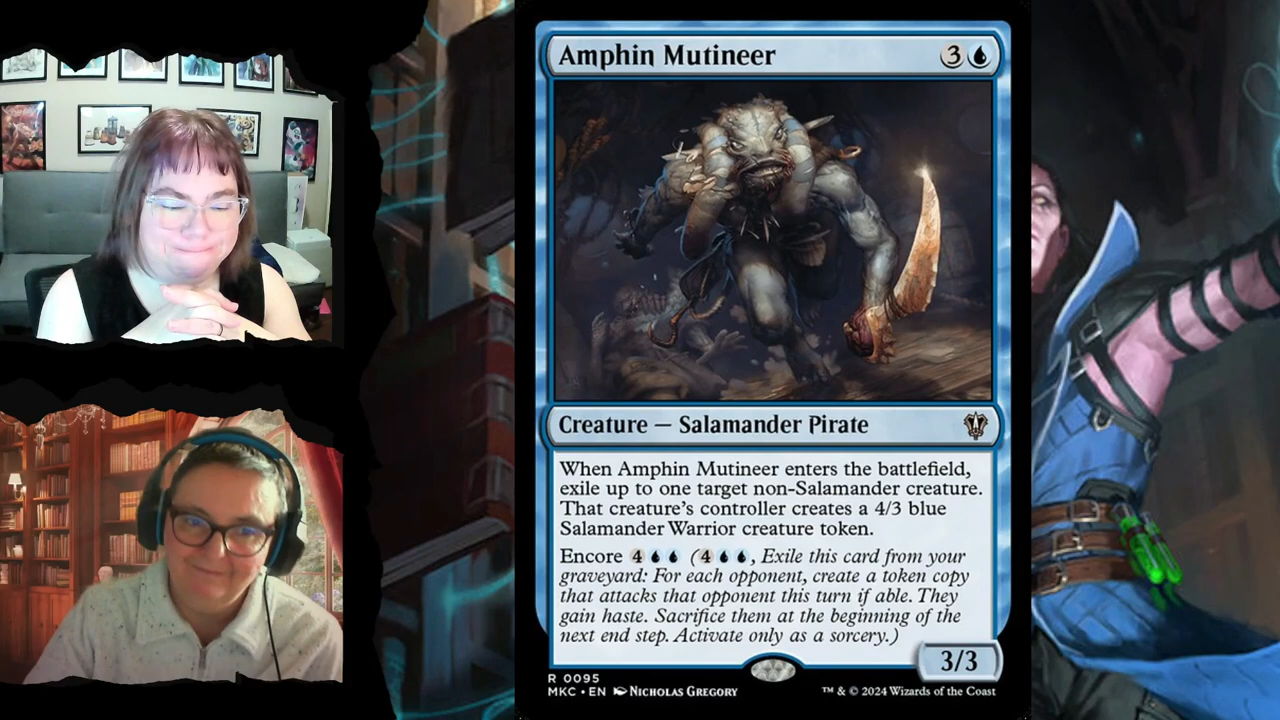 Amphin Mutineer 3
Creature — Salamander Pirate
When Amphin Mutineer enters the battlefield,
exile up to one target non-Salamander creature.
That creature's controller creates a 4/3 blue
Salamander Warrior creature token.
Encore 4 (4, Exile this card from your
graveyard: For each opponent, create a token copy
that attacks that opponent this turn if able. They
gain haste. Sacrifice them at the beginning of the
next end step. Activate only as a sorcery.)
3/3
R 0095
MKC • EN Nicholas Gregory
™ & © 2024 Wizards of the Coast